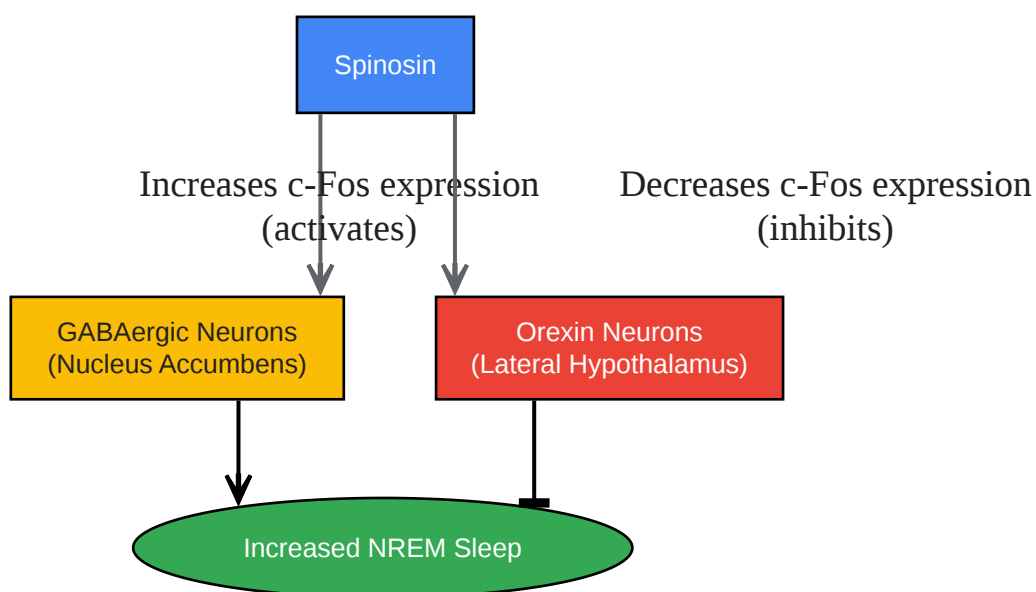 Spinosin
Increases c-Fos expression
(activates)
Decreases c-Fos expression
(inhibits)
GABAergic Neurons
(Nucleus Accumbens)
Orexin Neurons
(Lateral Hypothalamus)
Increased NREM Sleep